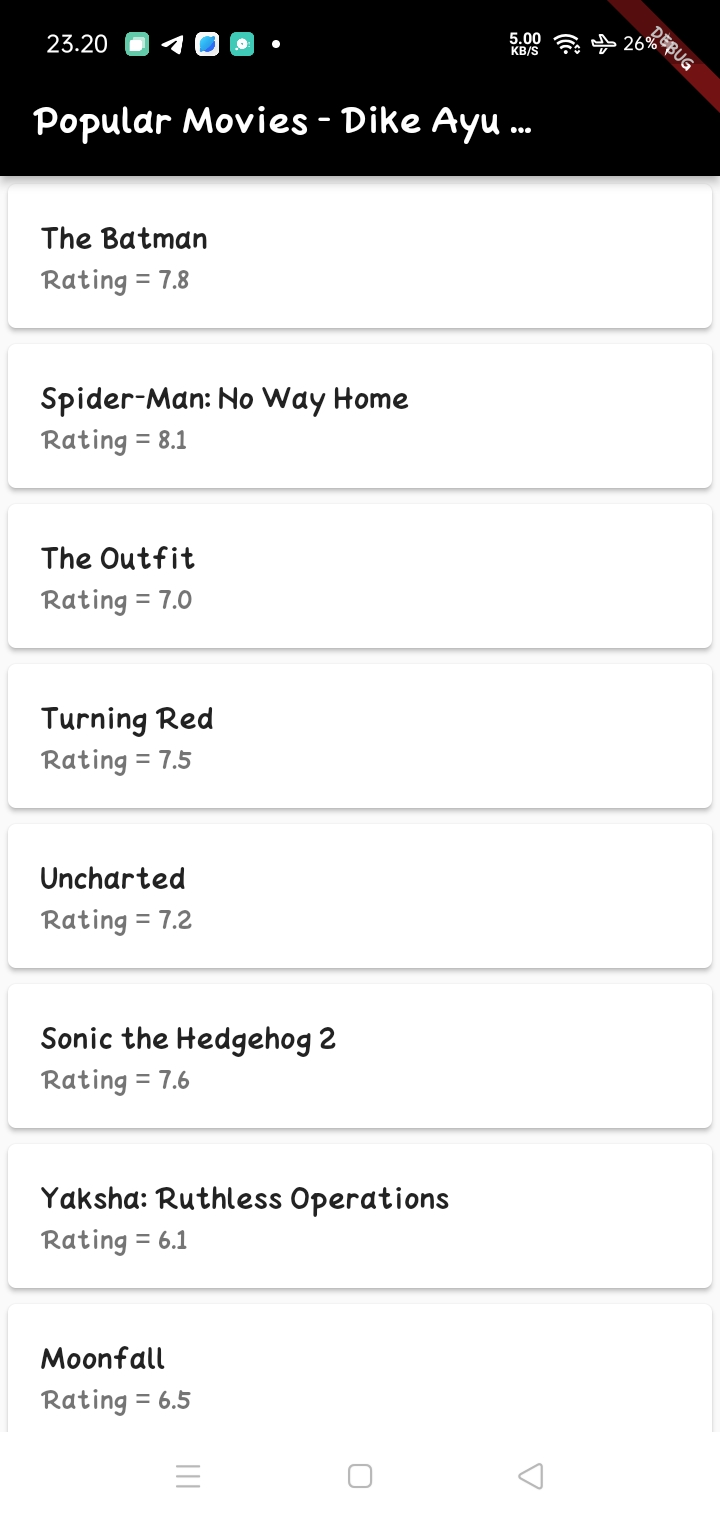 23.20
5.00
KB/S
26%
DEBUG
Popular Movies - Dike Ayu ...
The Batman
Rating = 7.8
Spider-Man: No Way Home
Rating = 8.1
The Outfit
Rating = 7.0
Turning Red
Rating = 7.5
Uncharted
Rating = 7.2
Sonic the Hedgehog 2
Rating = 7.6
Yaksha: Ruthless Operations
Rating = 6.1
Moonfall
Rating = 6.5